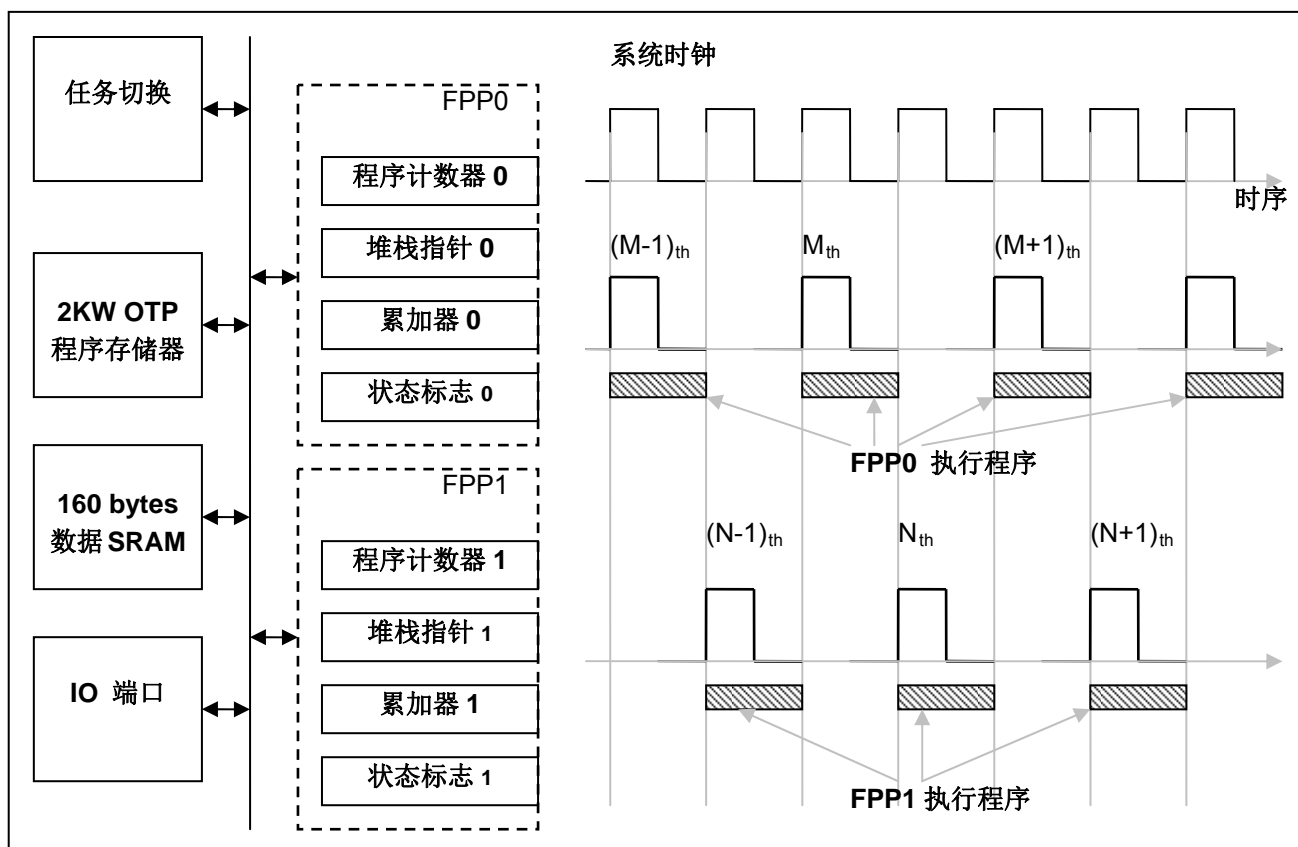 任务切换
2KW OTP
程序存储器
160 bytes
数据 SRAM
IO 端口
FPP0
程序计数器 0
堆栈指针 0
累加器 0
状态标志 0
FPP1
程序计数器 1
堆栈指针 1
累加器 1
状态标志 1
系统时钟
时序
(M-1)th Mth (M+1)th
FPP0 执行程序
(N-1)th Nth (N+1)th
FPP1 执行程序